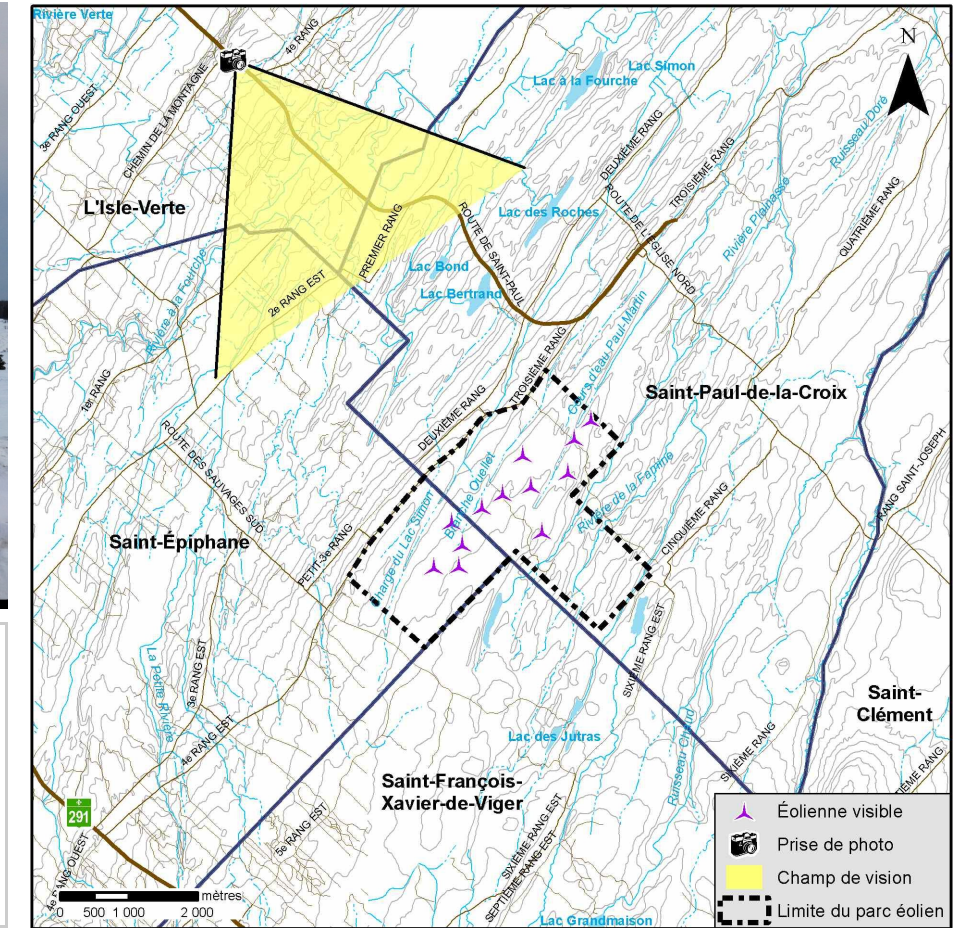 Rivière Verte
4e RANG
N
3e RANG OUEST
CHEMIN DE LA MONTAGNE
Lac Simon
Lac à la Fourche
DEUXIÈME RANG
TROISIÈME RANG
Ruisseau Doré
Rivière Plainasse
QUATRIÈME RANG
L'Isle-Verte
Lac des Roches
ROUTE DE L'ÉGLISE NORD
ROUTE DE SAINT-PAUL
PREMIER RANG
Lac Bond
Lac Bertrand
2e RANG EST
Rivière à la Fourche
Cours d'eau Paul-Martin
TROISIÈME RANG
1er RANG
DEUXIÈME RANG
Saint-Paul-de-la-Croix
ROUTE DES SAUVAGES SUD
Branche Ouellet
Rivière de la Famine
RANG SAINT-JOSEPH
CINQUIÈME RANG
Saint-Épiphane
PETIT-3e RANG
charge du Lac Simon
3e RANG EST
La Petite Rivière
SIXIÈME RANG EST
Saint-
Clément
4e RANG EST
Lac des Jutras
Ruisseau Chaud
SIXIÈME RANG
Saint-François-
Xavier-de-Viger
291
5e RANG EST
SIXIÈME RANG EST
SEPTIÈME RANG EST
4e RANG OUEST
mètres
0 500 1 000 2 000
Lac Grandmaison
Éolienne visible
Prise de photo
Champ de vision
Limite du parc éolien